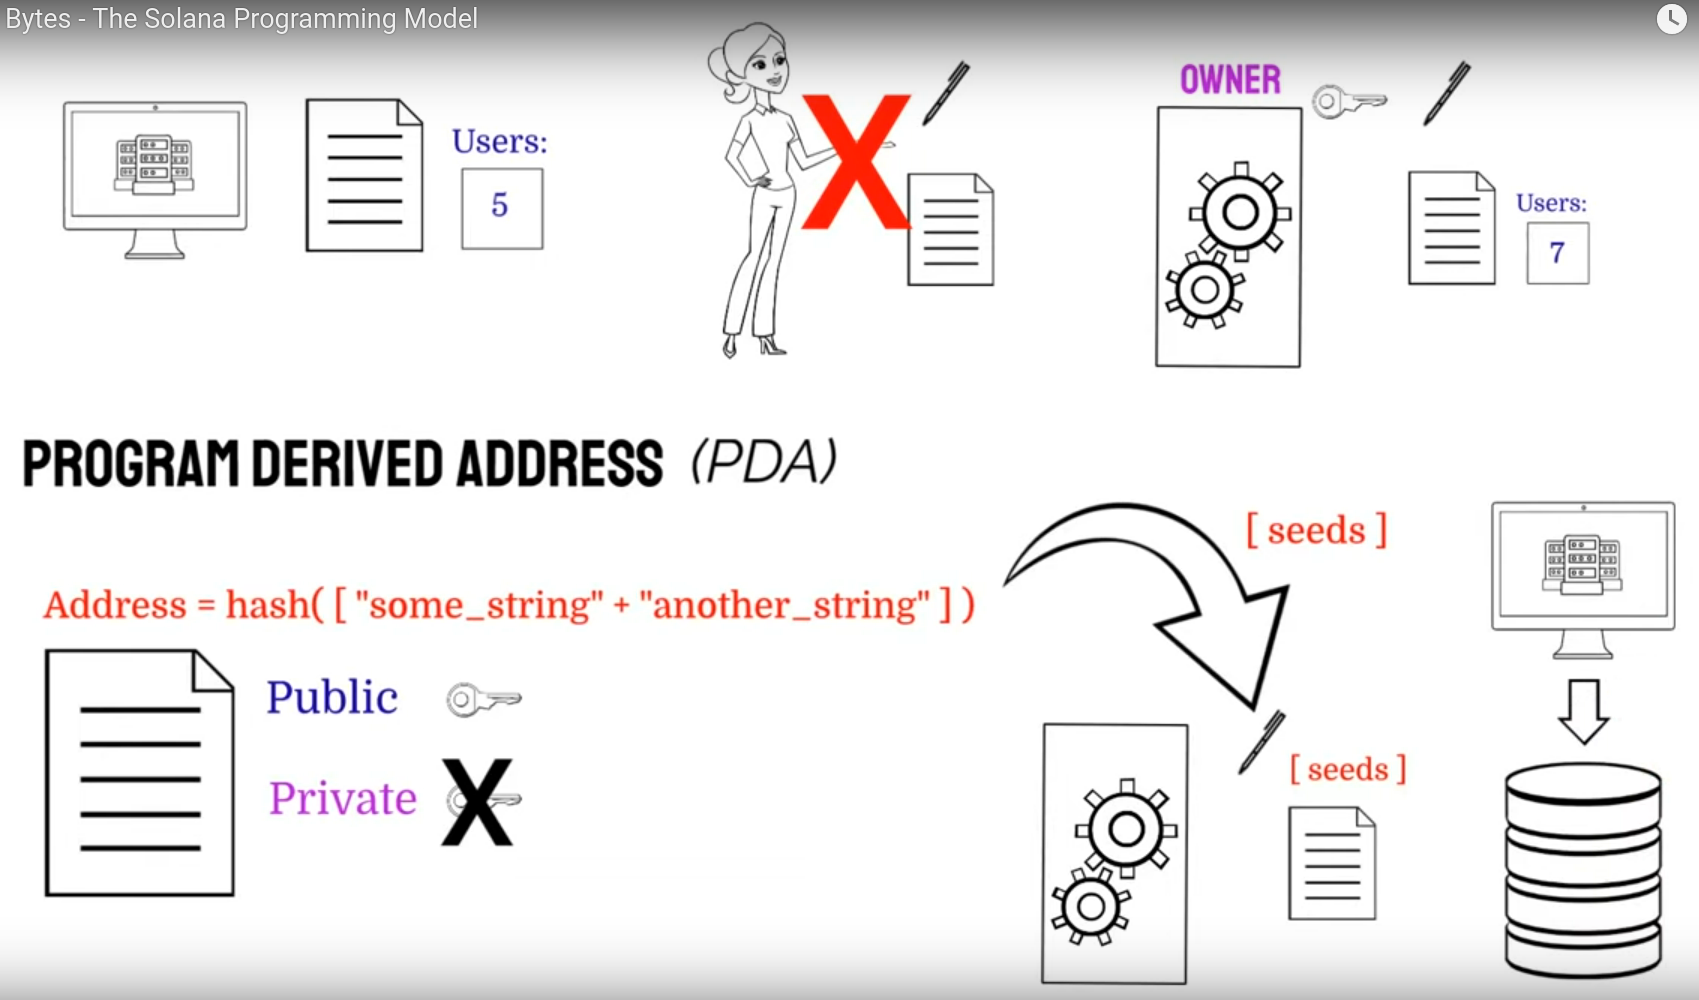 Bytes - The Solana Programming Model
Users:
5
OWNER
Users:
7
PROGRAM DERIVED ADDRESS (PDA)
Address = hash( [ "some_string" + "another_string" ] )
Public
Private
[ seeds ]
[ seeds ]